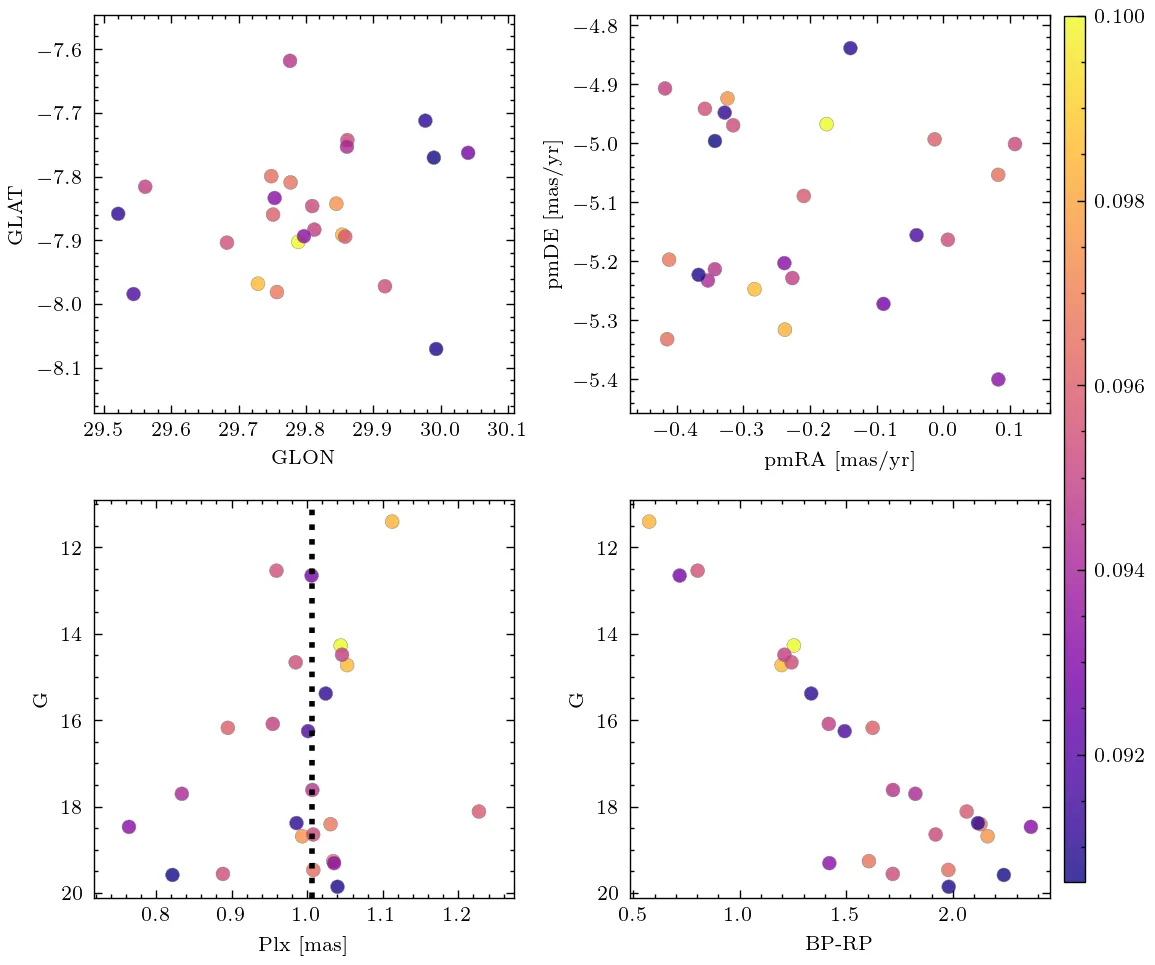 −7.6
−7.7
−7.8
−7.9
−8.0
−8.1
GLAT
29.5 29.6 29.7 29.8 29.9 30.0 30.1
GLON
−4.8
−4.9
−5.0
−5.1
−5.2
−5.3
−5.4
pmDE [mas/yr]
−0.4 −0.3 −0.2 −0.1 0.0 0.1
pmRA [mas/yr]
0.100
0.098
0.096
0.094
0.092
12
14
16
18
20
G
0.8 0.9 1.0 1.1 1.2
Plx [mas]
12
14
16
18
20
G
0.5 1.0 1.5 2.0
BP-RP